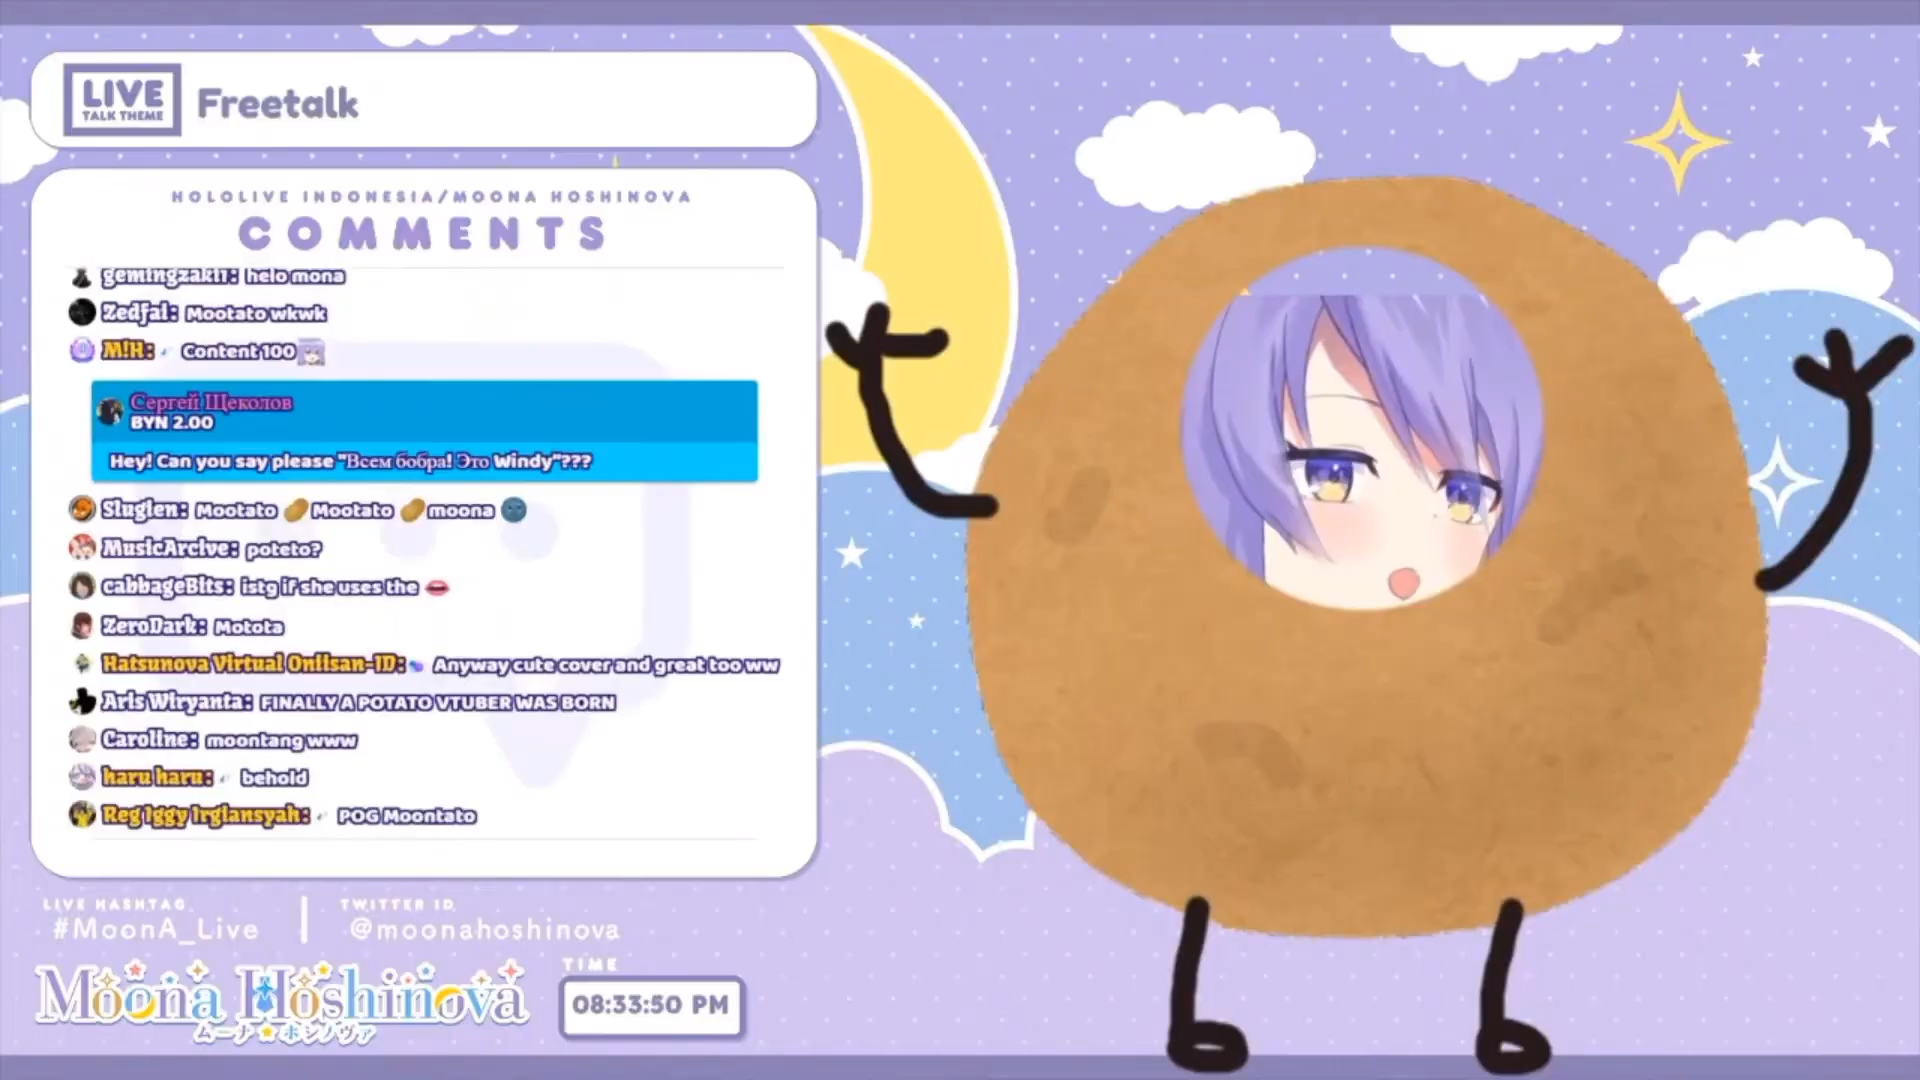 LIVE
TALK THEME
Freetalk
HOLOLIVE INDONESIA/MOONA HOSHINOVA
COMMENTS
gemingzaki1: helo mona
Zedfal: Mootato wkwk
M!H: Content 100
Сергей Щеколов
BYN 2.00
Hey! Can you say please "Всем бобра! Это Windy"???
Sluglen: Mootato 🥔 Mootato 🥔 moona 🌚
MusicArcive: poteto?
cabbageBits: istg if she uses the 👄
ZeroDark: Motota
Hatsunova Virtual Oniisan-ID: Anyway cute cover and great too ww
Aris Wiryanta: FINALLY A POTATO VTUBER WAS BORN
Caroline: moontang www
haru haru: behold
Reg Iggy Irgiansyah: POG Moontato
LIVE HASHTAG
#MoonA_Live
TWITTER ID
@moonahoshinova
Moona Hoshinova
ムーナ★ホシノヴァ
TIME
08:33:50 PM